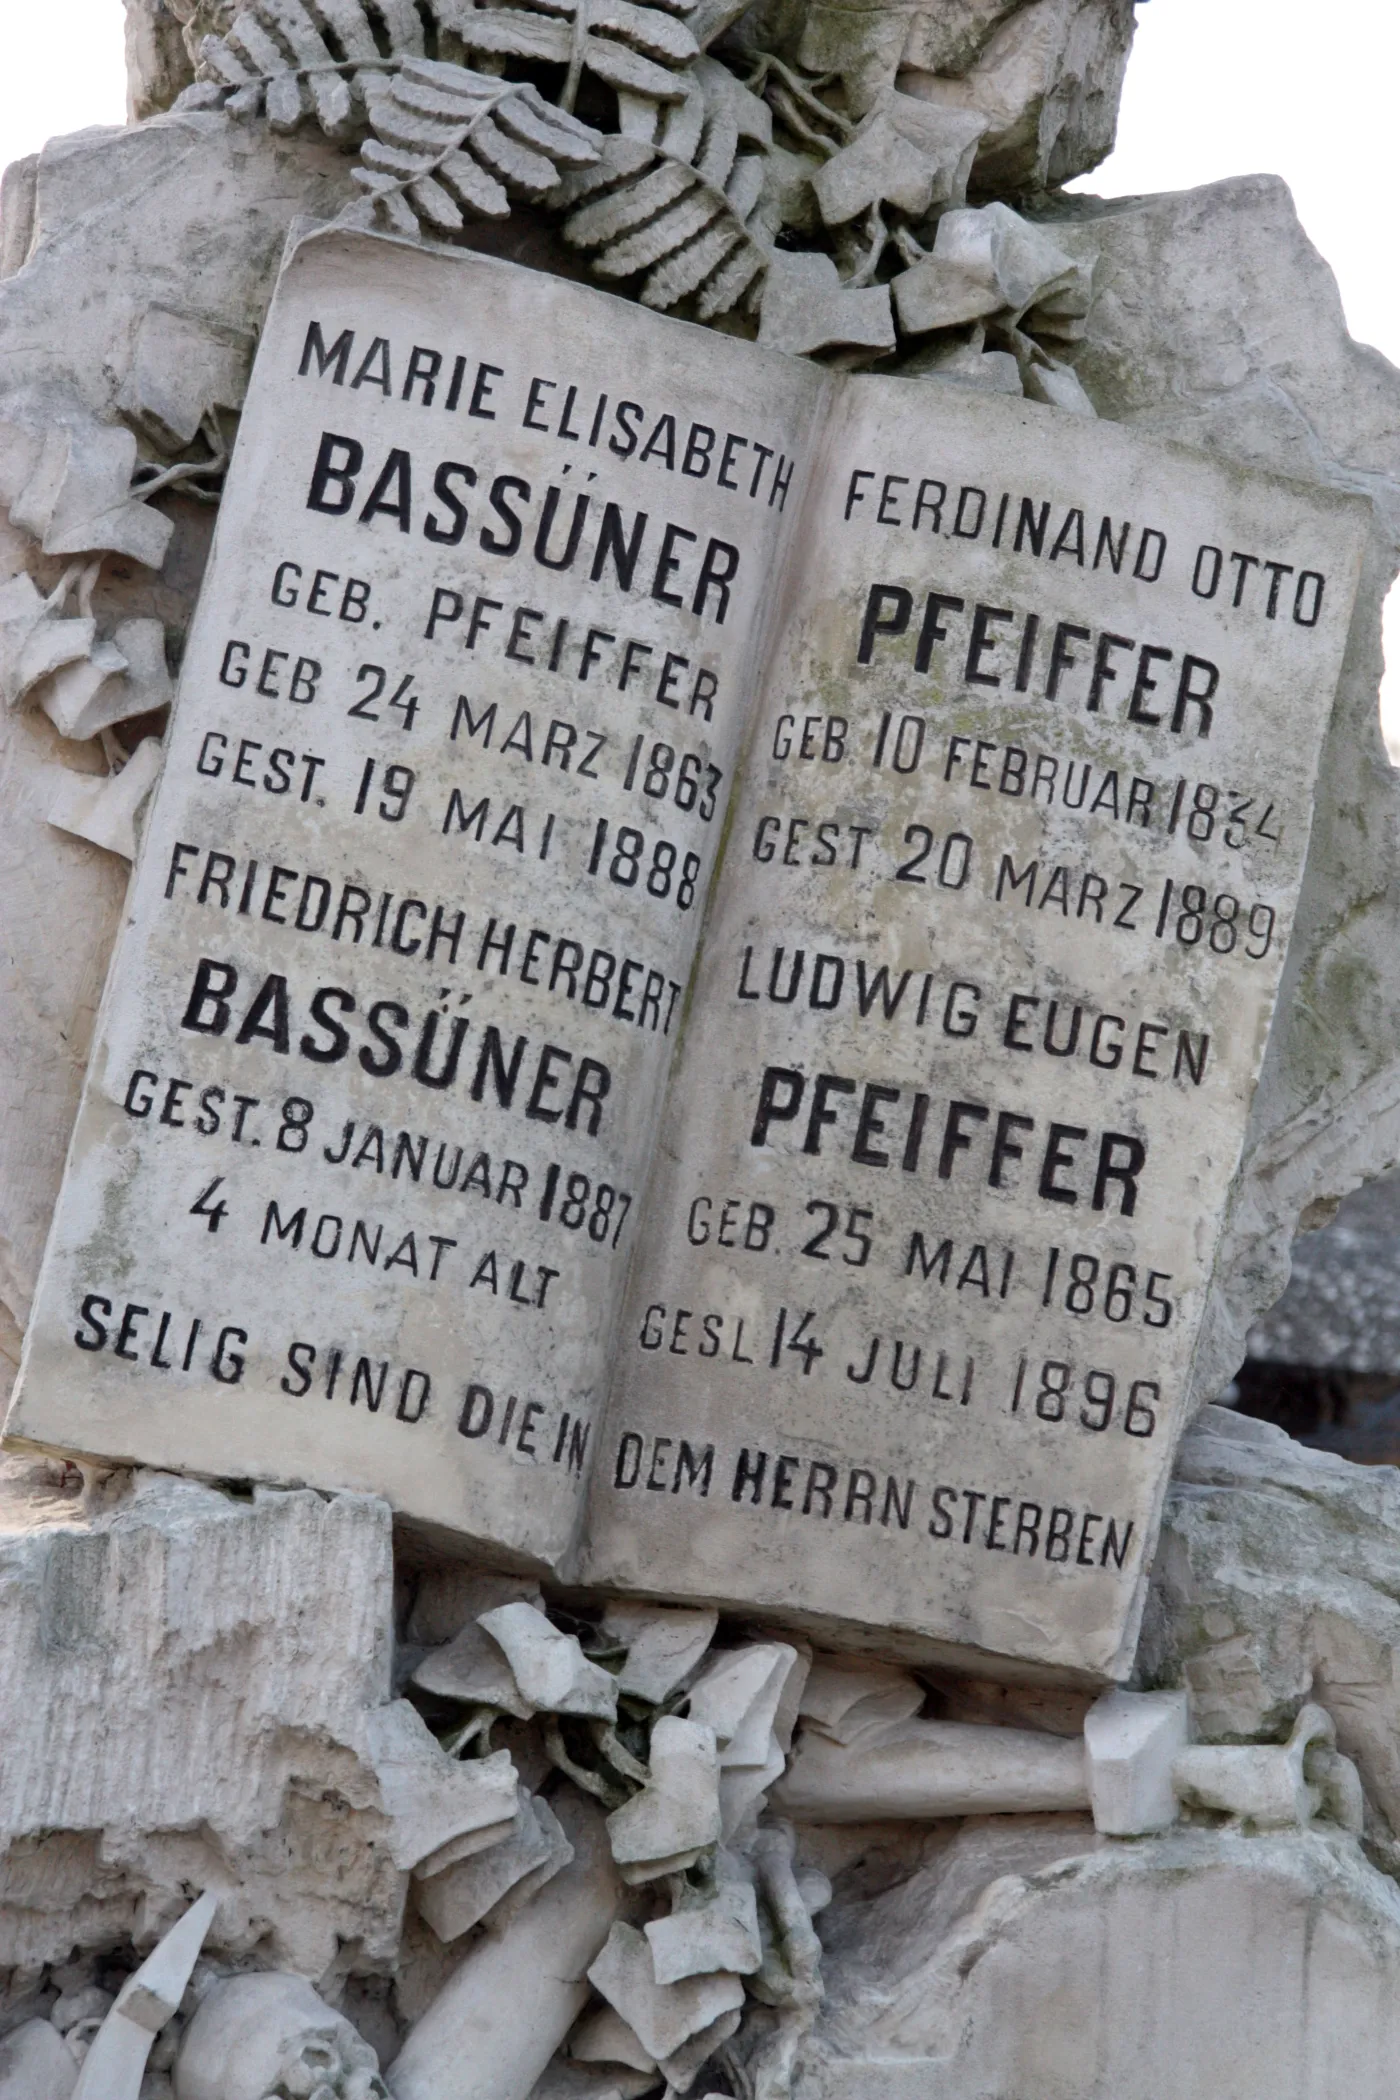 MARIE ELISABETH
BASSÜNER
GEB. PFEIFFER
GEB 24 MARZ 1863
GEST. 19 MAI 1888
FRIEDRICH HERBERT
BASSÜNER
GEST. 8 JANUAR 1887
4 MONAT ALT
SELIG SIND DIE IN
FERDINAND OTTO
PFEIFFER
GEB. 10 FEBRUAR 1834
GEST 20 MARZ 1889
LUDWIG EUGEN
PFEIFFER
GEB. 25 MAI 1865
GESL 14 JULI 1896
DEM HERRN STERBEN